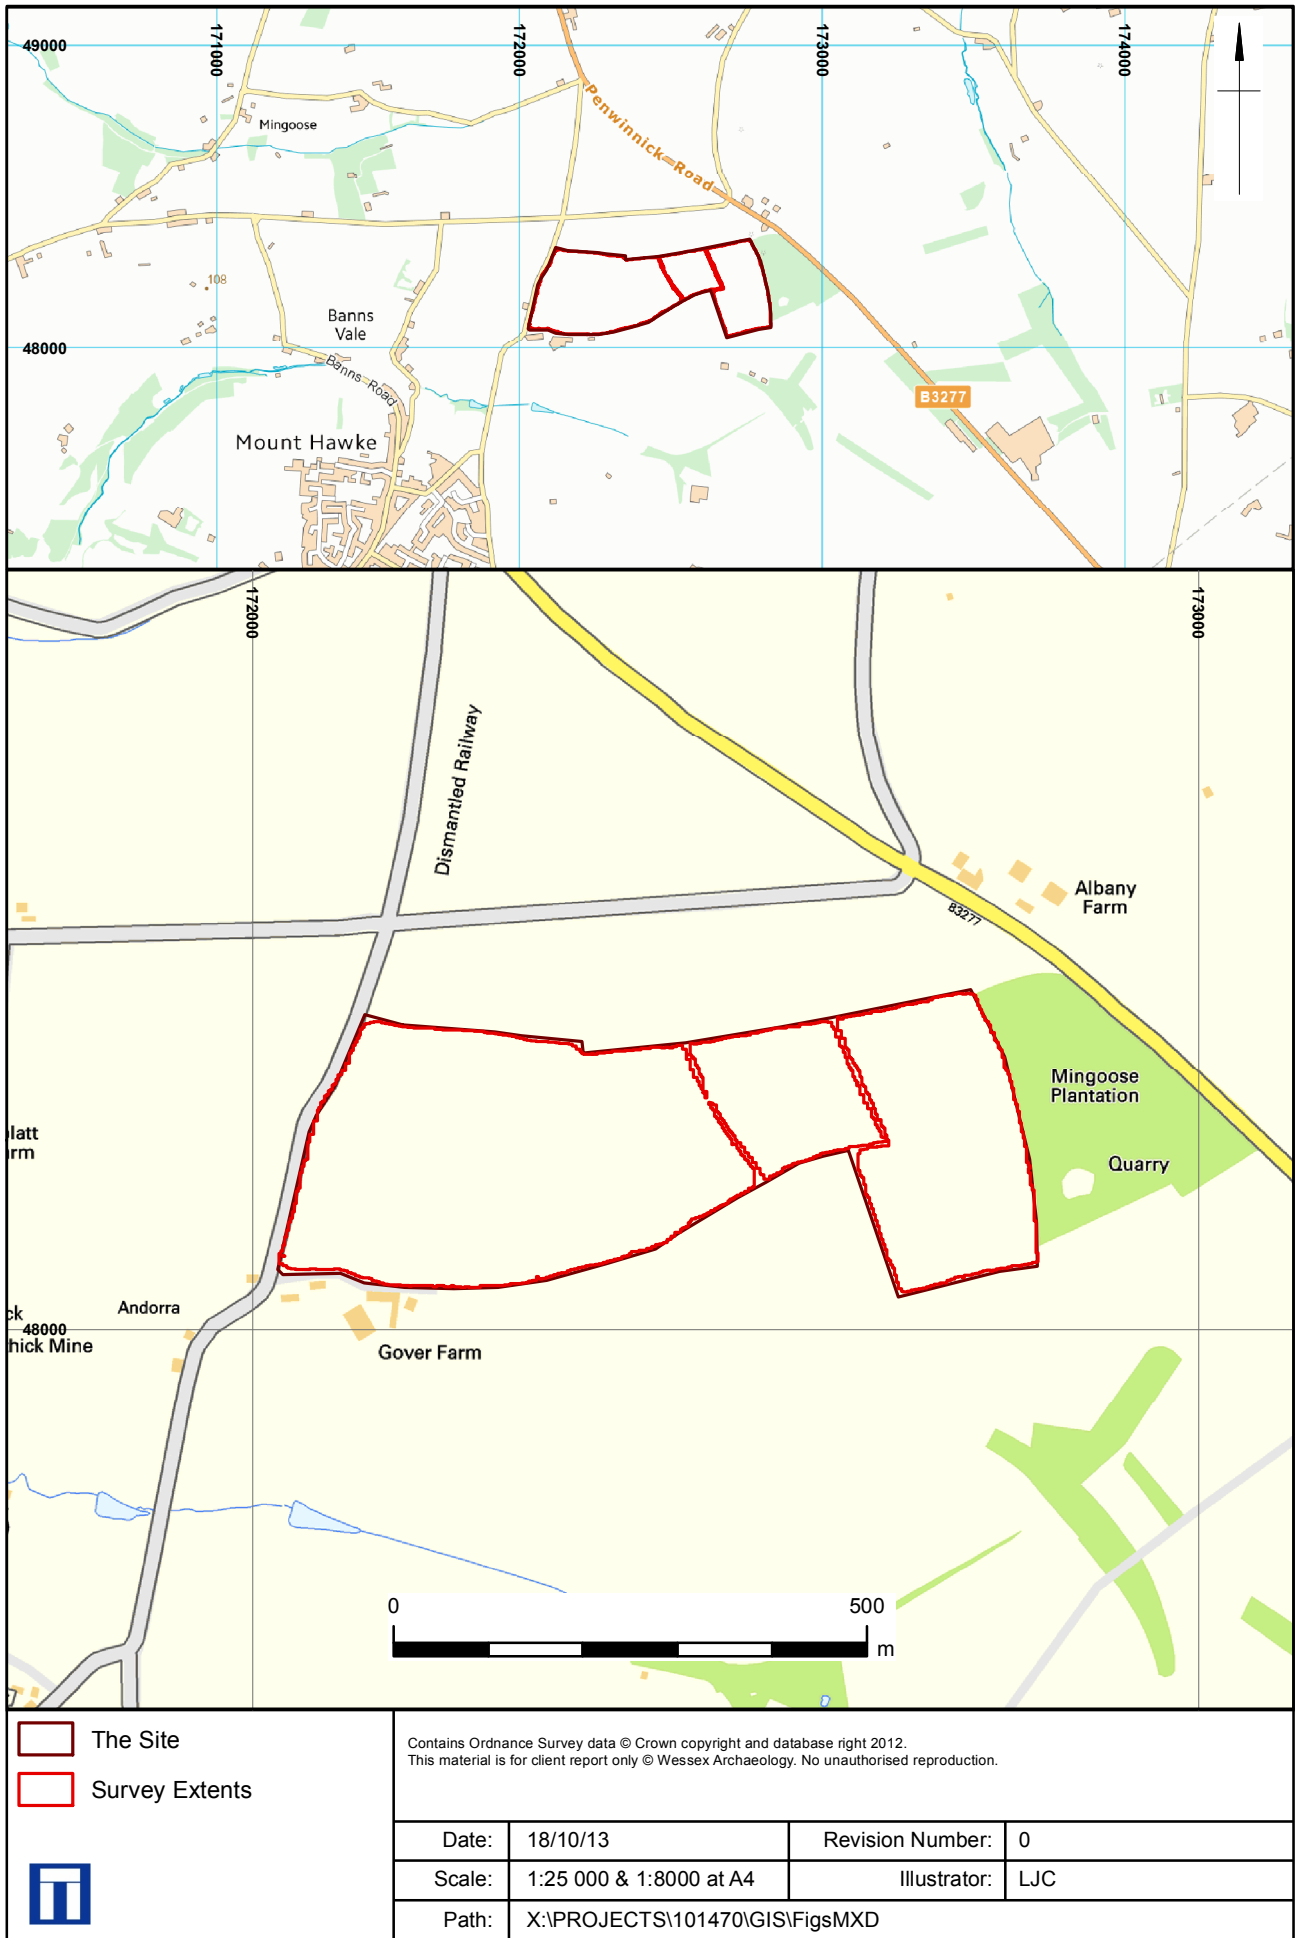 49000
171000
172000
173000
174000
Mingoose
Penwinnick Road
108
Banns
Vale
48000
Banns Road
B3277
Mount Hawke
172000
173000
Dismantled Railway
Albany
Farm
B3277
Mingoose
Plantation
Quarry
latt
rm
Andorra
ck
48000
hick Mine
Gover Farm
0 500
m
The Site
Survey Extents
Contains Ordnance Survey data © Crown copyright and database right 2012.
This material is for client report only © Wessex Archaeology. No unauthorised reproduction.
Date: 18/10/13 Revision Number: 0
Scale: 1:25 000 & 1:8000 at A4 Illustrator: LJC
Path: X:\PROJECTS\101470\GIS\FigsMXD